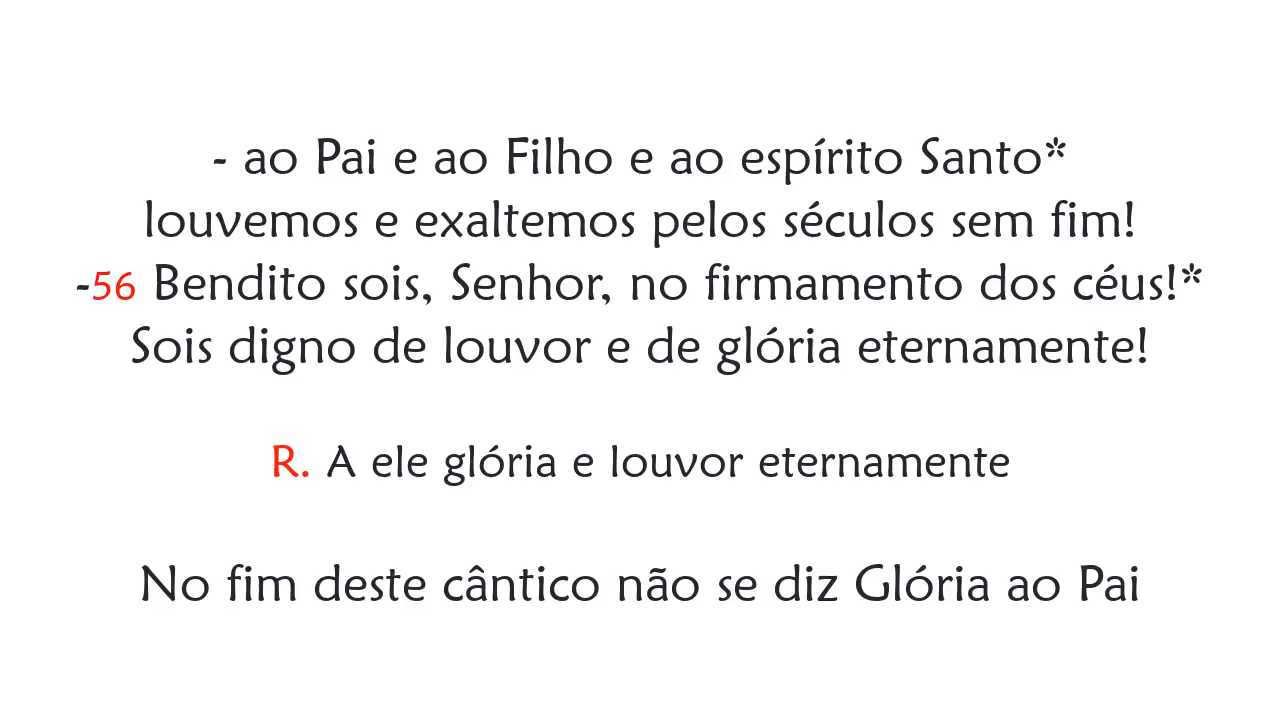 - ao Pai e ao Filho e ao espírito Santo*
louvemos e exaltemos pelos séculos sem fim!
-56 Bendito sois, Senhor, no firmamento dos céus!*
Sois digno de louvor e de glória eternamente!
R. A ele glória e louvor eternamente
No fim deste cântico não se diz Glória ao Pai